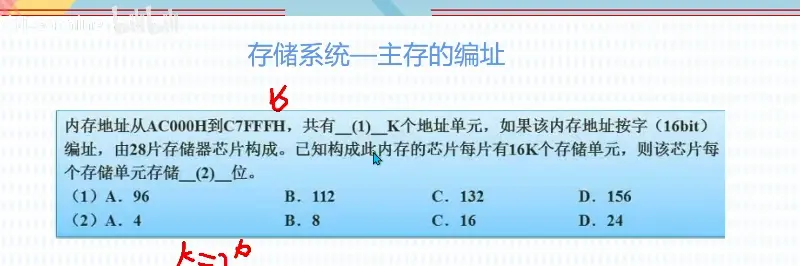 存储系统—主存的编址
16
内存地址从AC000H到C7FFFH，共有__(1)__K个地址单元，如果该内存地址按字（16bit）
编址，由28片存储器芯片构成。已知构成此内存的芯片每片有16K个存储单元，则该芯片每
个存储单元存储__(2)__位。
（1）A．96 B．112 C．132 D．156
（2）A．4 B．8 C．16 D．24